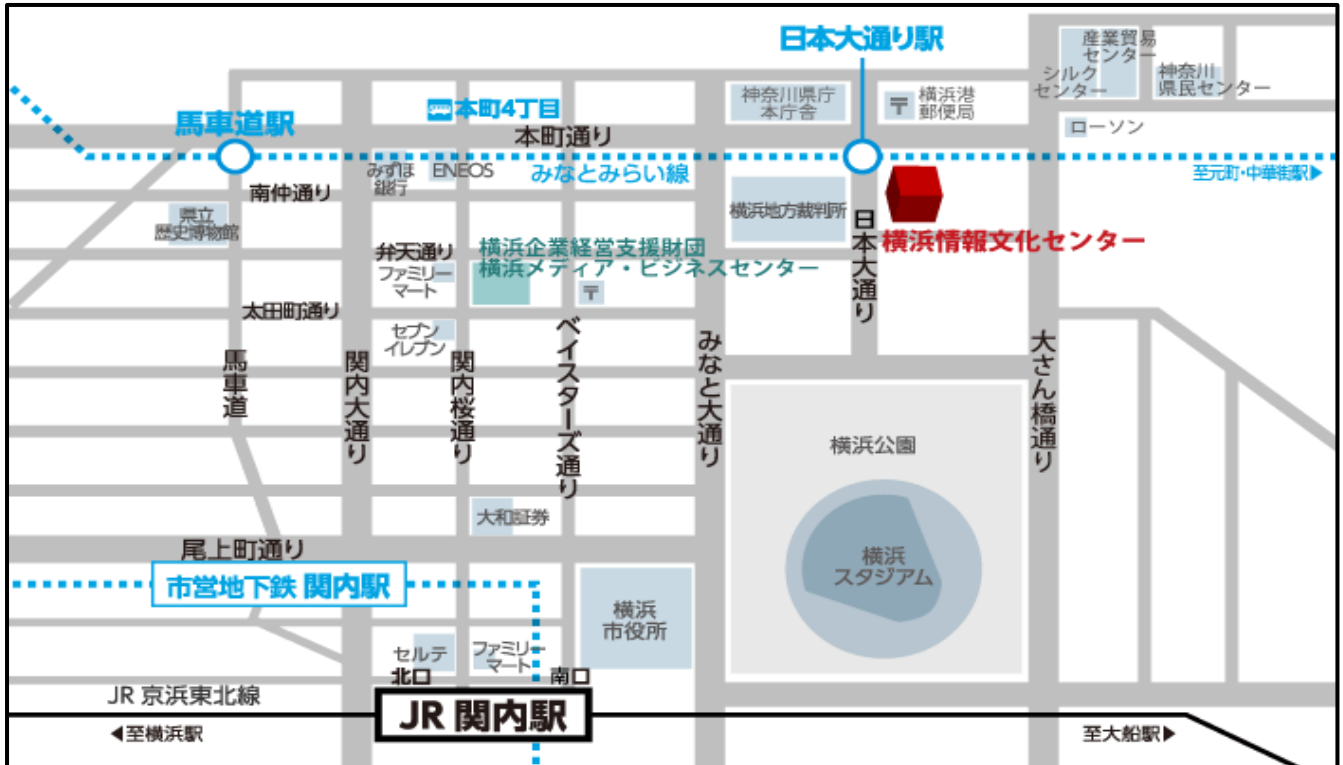 日本大通り駅
産業貿易
センター
シルク
センター
神奈川
県民センター
神奈川県庁
本庁舎
〒
横浜港
郵便局
本町4丁目
馬車道駅
本町通り
ローソン
みずほ
銀行
ENEOS
みなとみらい線
至元町・中華街駅▶
南仲通り
県立
歴史博物館
横浜地方裁判所
日本大通り
横浜情報文化センター
弁天通り
横浜企業経営支援財団
横浜メディア・ビジネスセンター
ファミリー
マート
〒
太田町通り
セブン
イレブン
馬車道
関内大通り
関内桜通り
ベイスターズ通り
みなと大通り
大さん橋通り
横浜公園
大和証券
尾上町通り
横浜
スタジアム
市営地下鉄 関内駅
横浜
市役所
セルテ
ファミリー
マート
北口
南口
JR 京浜東北線
JR 関内駅
◀至横浜駅
至大船駅▶